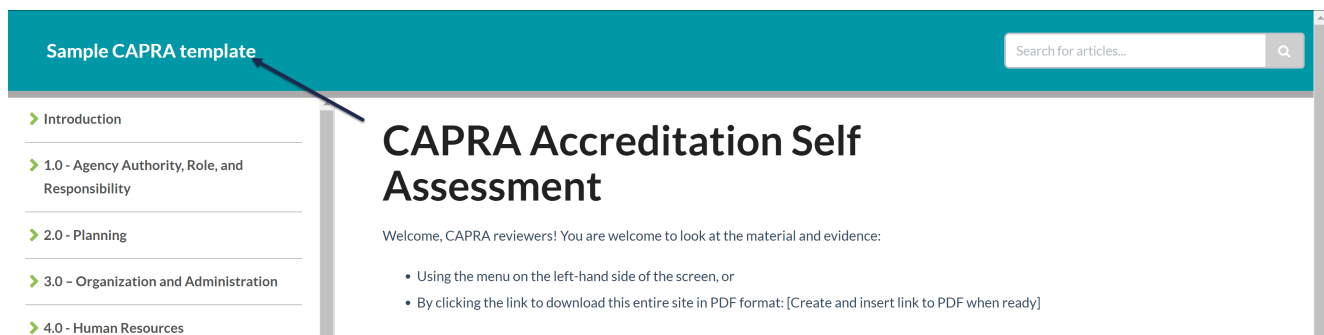 Sample CAPRA template
Search for articles...
Introduction
1.0 - Agency Authority, Role, and
Responsibility
2.0 - Planning
3.0 – Organization and Administration
4.0 - Human Resources
CAPRA Accreditation Self
Assessment
Welcome, CAPRA reviewers! You are welcome to look at the material and evidence:
• Using the menu on the left-hand side of the screen, or
• By clicking the link to download this entire site in PDF format: [Create and insert link to PDF when ready]